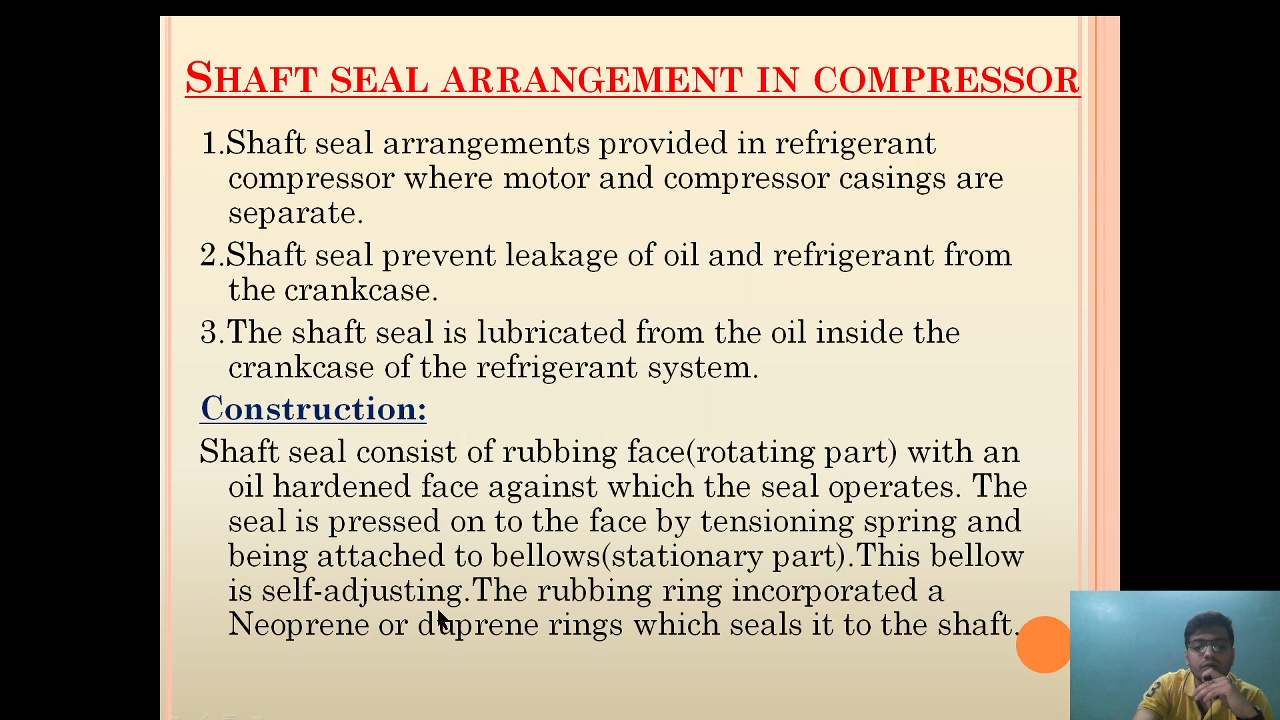 SHAFT SEAL ARRANGEMENT IN COMPRESSOR
1.Shaft seal arrangements provided in refrigerant
compressor where motor and compressor casings are
separate.
2.Shaft seal prevent leakage of oil and refrigerant from
the crankcase.
3.The shaft seal is lubricated from the oil inside the
crankcase of the refrigerant system.
Construction:
Shaft seal consist of rubbing face(rotating part) with an
oil hardened face against which the seal operates. The
seal is pressed on to the face by tensioning spring and
being attached to bellows(stationary part).This bellow
is self-adjusting.The rubbing ring incorporated a
Neoprene or duprene rings which seals it to the shaft.